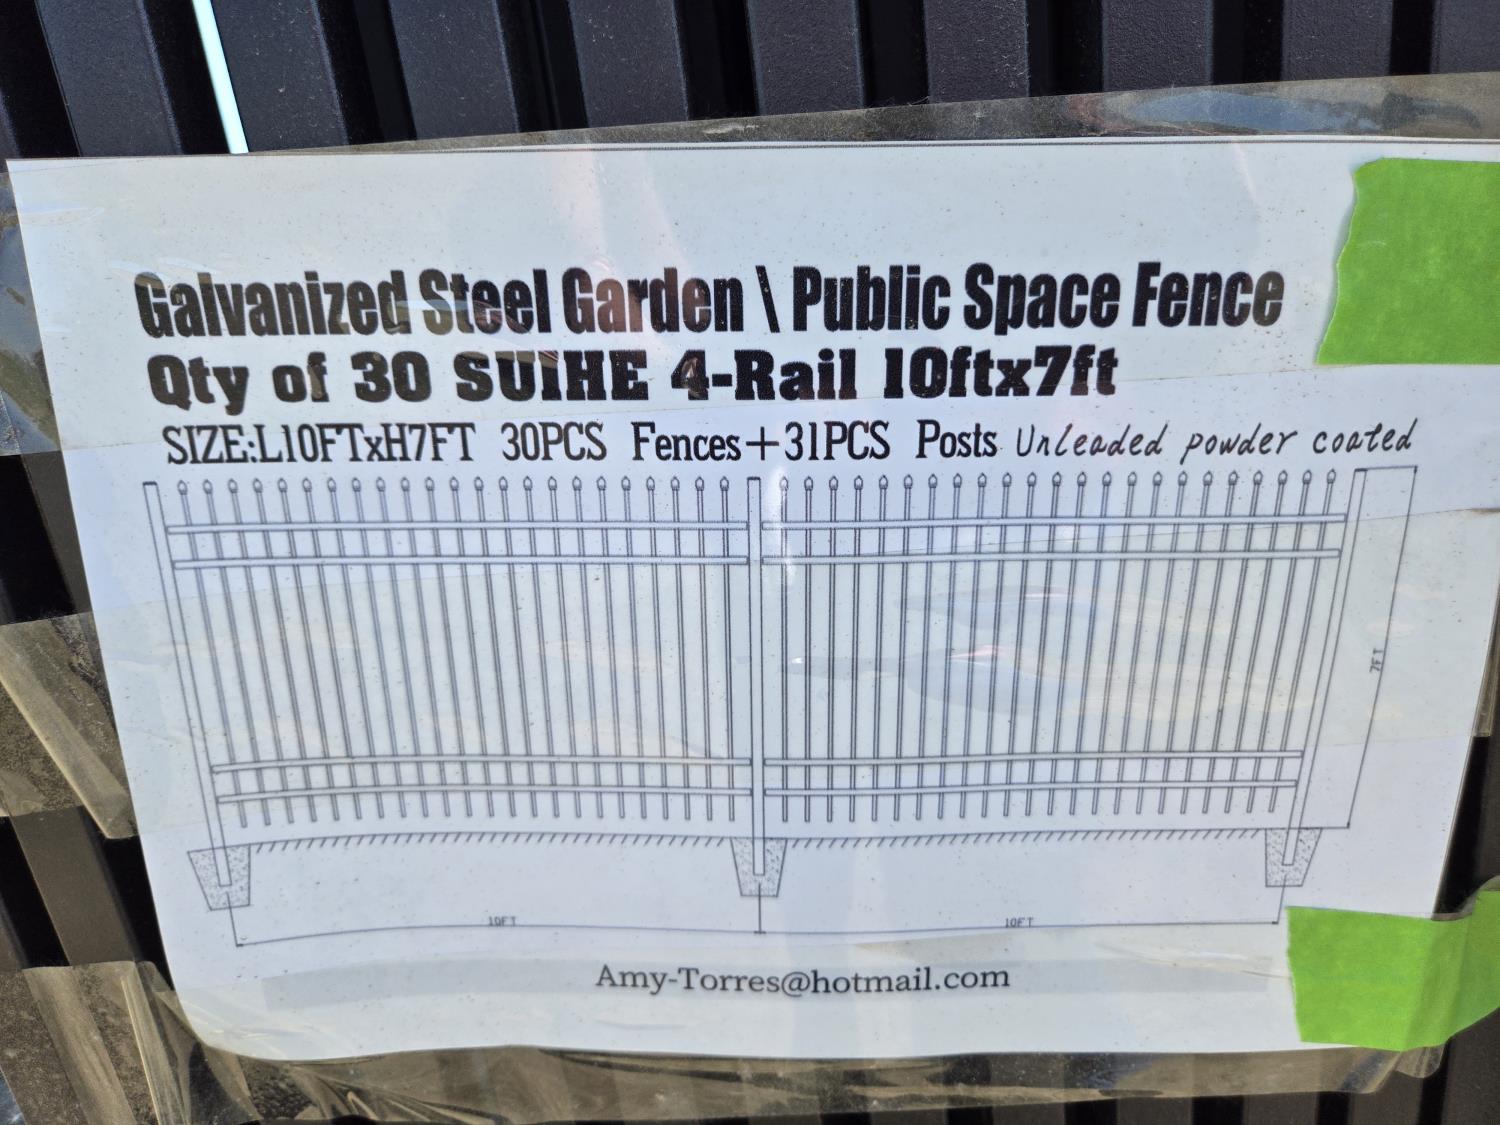 Galvanized Steel Garden \ Public Space Fence
Qty of 30 SUIHE 4-Rail 10ftx7ft
SIZE:L10FTxH7FT 30PCS Fences+31PCS Posts Unleaded powder coated
7FT
10FT 10FT
Amy-Torres@hotmail.com